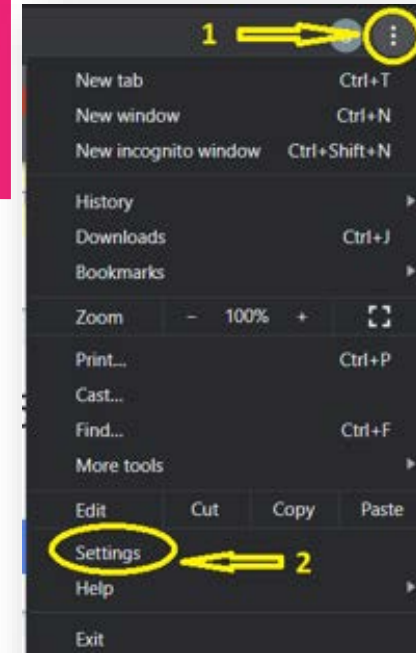 1
New tab Ctrl+T
New window Ctrl+N
New incognito window Ctrl+Shift+N
History
Downloads Ctrl+J
Bookmarks
Zoom - 100% +
Print... Ctrl+P
Cast...
Find... Ctrl+F
More tools
Edit Cut Copy Paste
Settings 2
Help
Exit